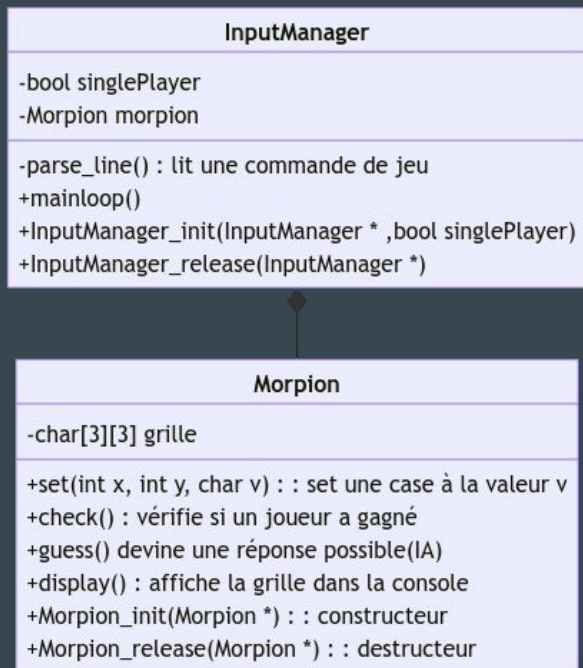 InputManager
-bool singlePlayer
-Morpion morpion
-parse_line() : lit une commande de jeu
+mainloop()
+InputManager_init(InputManager * ,bool singlePlayer)
+InputManager_release(InputManager *)
Morpion
-char[3][3] grille
+set(int x, int y, char v) : : set une case à la valeur v
+check() : vérifie si un joueur a gagné
+guess() devine une réponse possible(IA)
+display() : affiche la grille dans la console
+Morpion_init(Morpion *) : : constructeur
+Morpion_release(Morpion *) : : destructeur